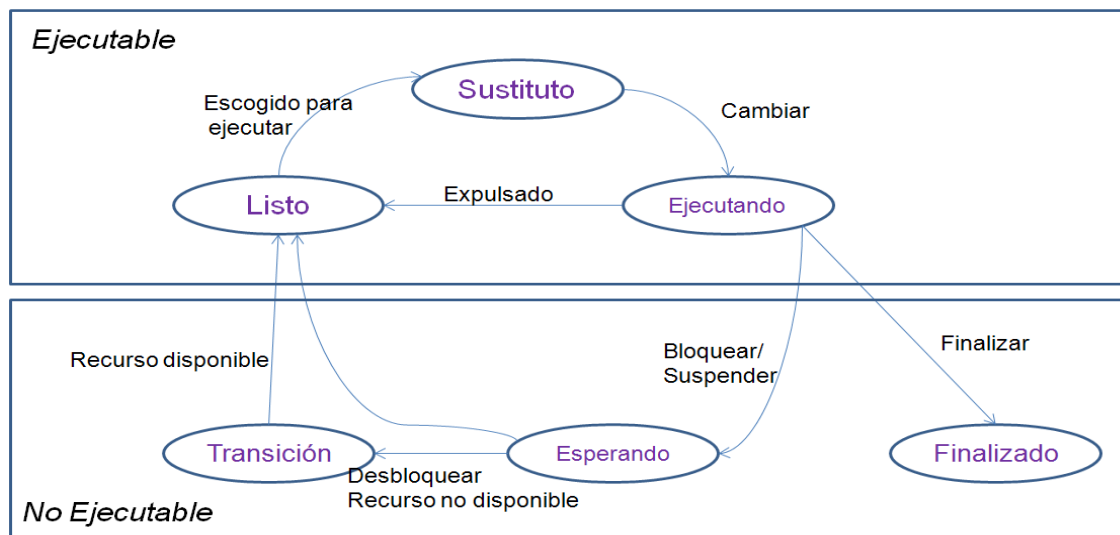 Ejecutable
Sustituto
Escogido para
ejecutar
Cambiar
Listo
Expulsado
Ejecutando
Recurso disponible
Bloquear/
Suspender
Finalizar
Transición
Esperando
Finalizado
Desbloquear
Recurso no disponible
No Ejecutable